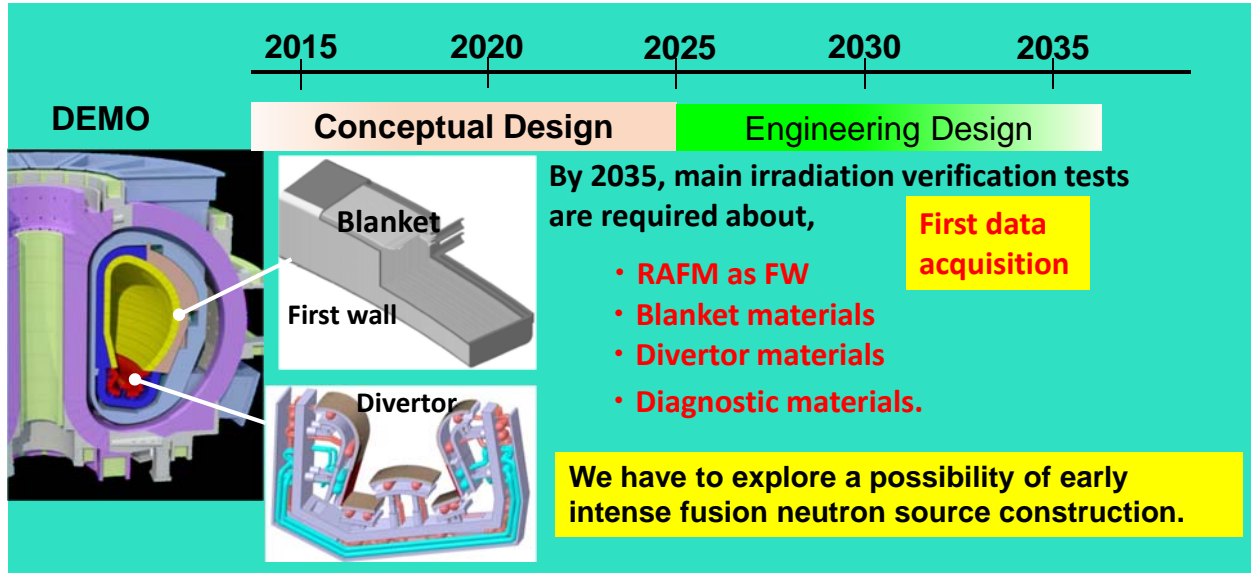 2015 2020 2025 2030 2035
DEMO
Conceptual Design
Engineering Design
Blanket
First wall
Divertor
By 2035, main irradiation verification tests
are required about,
First data
acquisition
・RAFM as FW
・Blanket materials
・Divertor materials
・Diagnostic materials.
We have to explore a possibility of early
intense fusion neutron source construction.